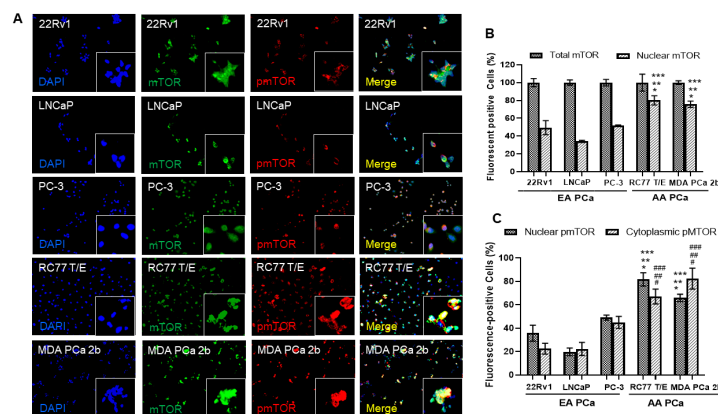 A
22Rv1
22Rv1
22Rv1
22Rv1
DAPI
mTOR
pmTOR
Merge
LNCaP
LNCaP
LNCaP
LNCaP
DAPI
mTOR
pmTOR
Merge
PC-3
PC-3
PC-3
PC-3
DAPI
mTOR
pmTOR
Merge
RC77 T/E
RC77 T/E
RC77 T/E
RC77 T/E
DAPI
mTOR
pmTOR
Merge
MDA PCa 2b
MDA PCa 2b
MDA PCa 2b
MDA PCa 2b
DAPI
mTOR
pmTOR
Merge
B
Total mTOR
Nuclear mTOR
Fluorescent positive Cells (%)
120
100
80
60
40
20
0
***
**
*
***
**
*
22Rv1
LNCaP
PC-3
RC77 T/E
MDA PCa 2b
EA PCa
AA PCa
C
Nuclear pmTOR
Cytoplasmic pMTOR
Fluorescence-positive Cells (%)
100
80
60
40
20
0
***
**
*
###
##
#
***
**
*
###
##
#
22Rv1
LNCaP
PC-3
RC77 T/E
MDA PCa 2b
EA PCa
AA PCa